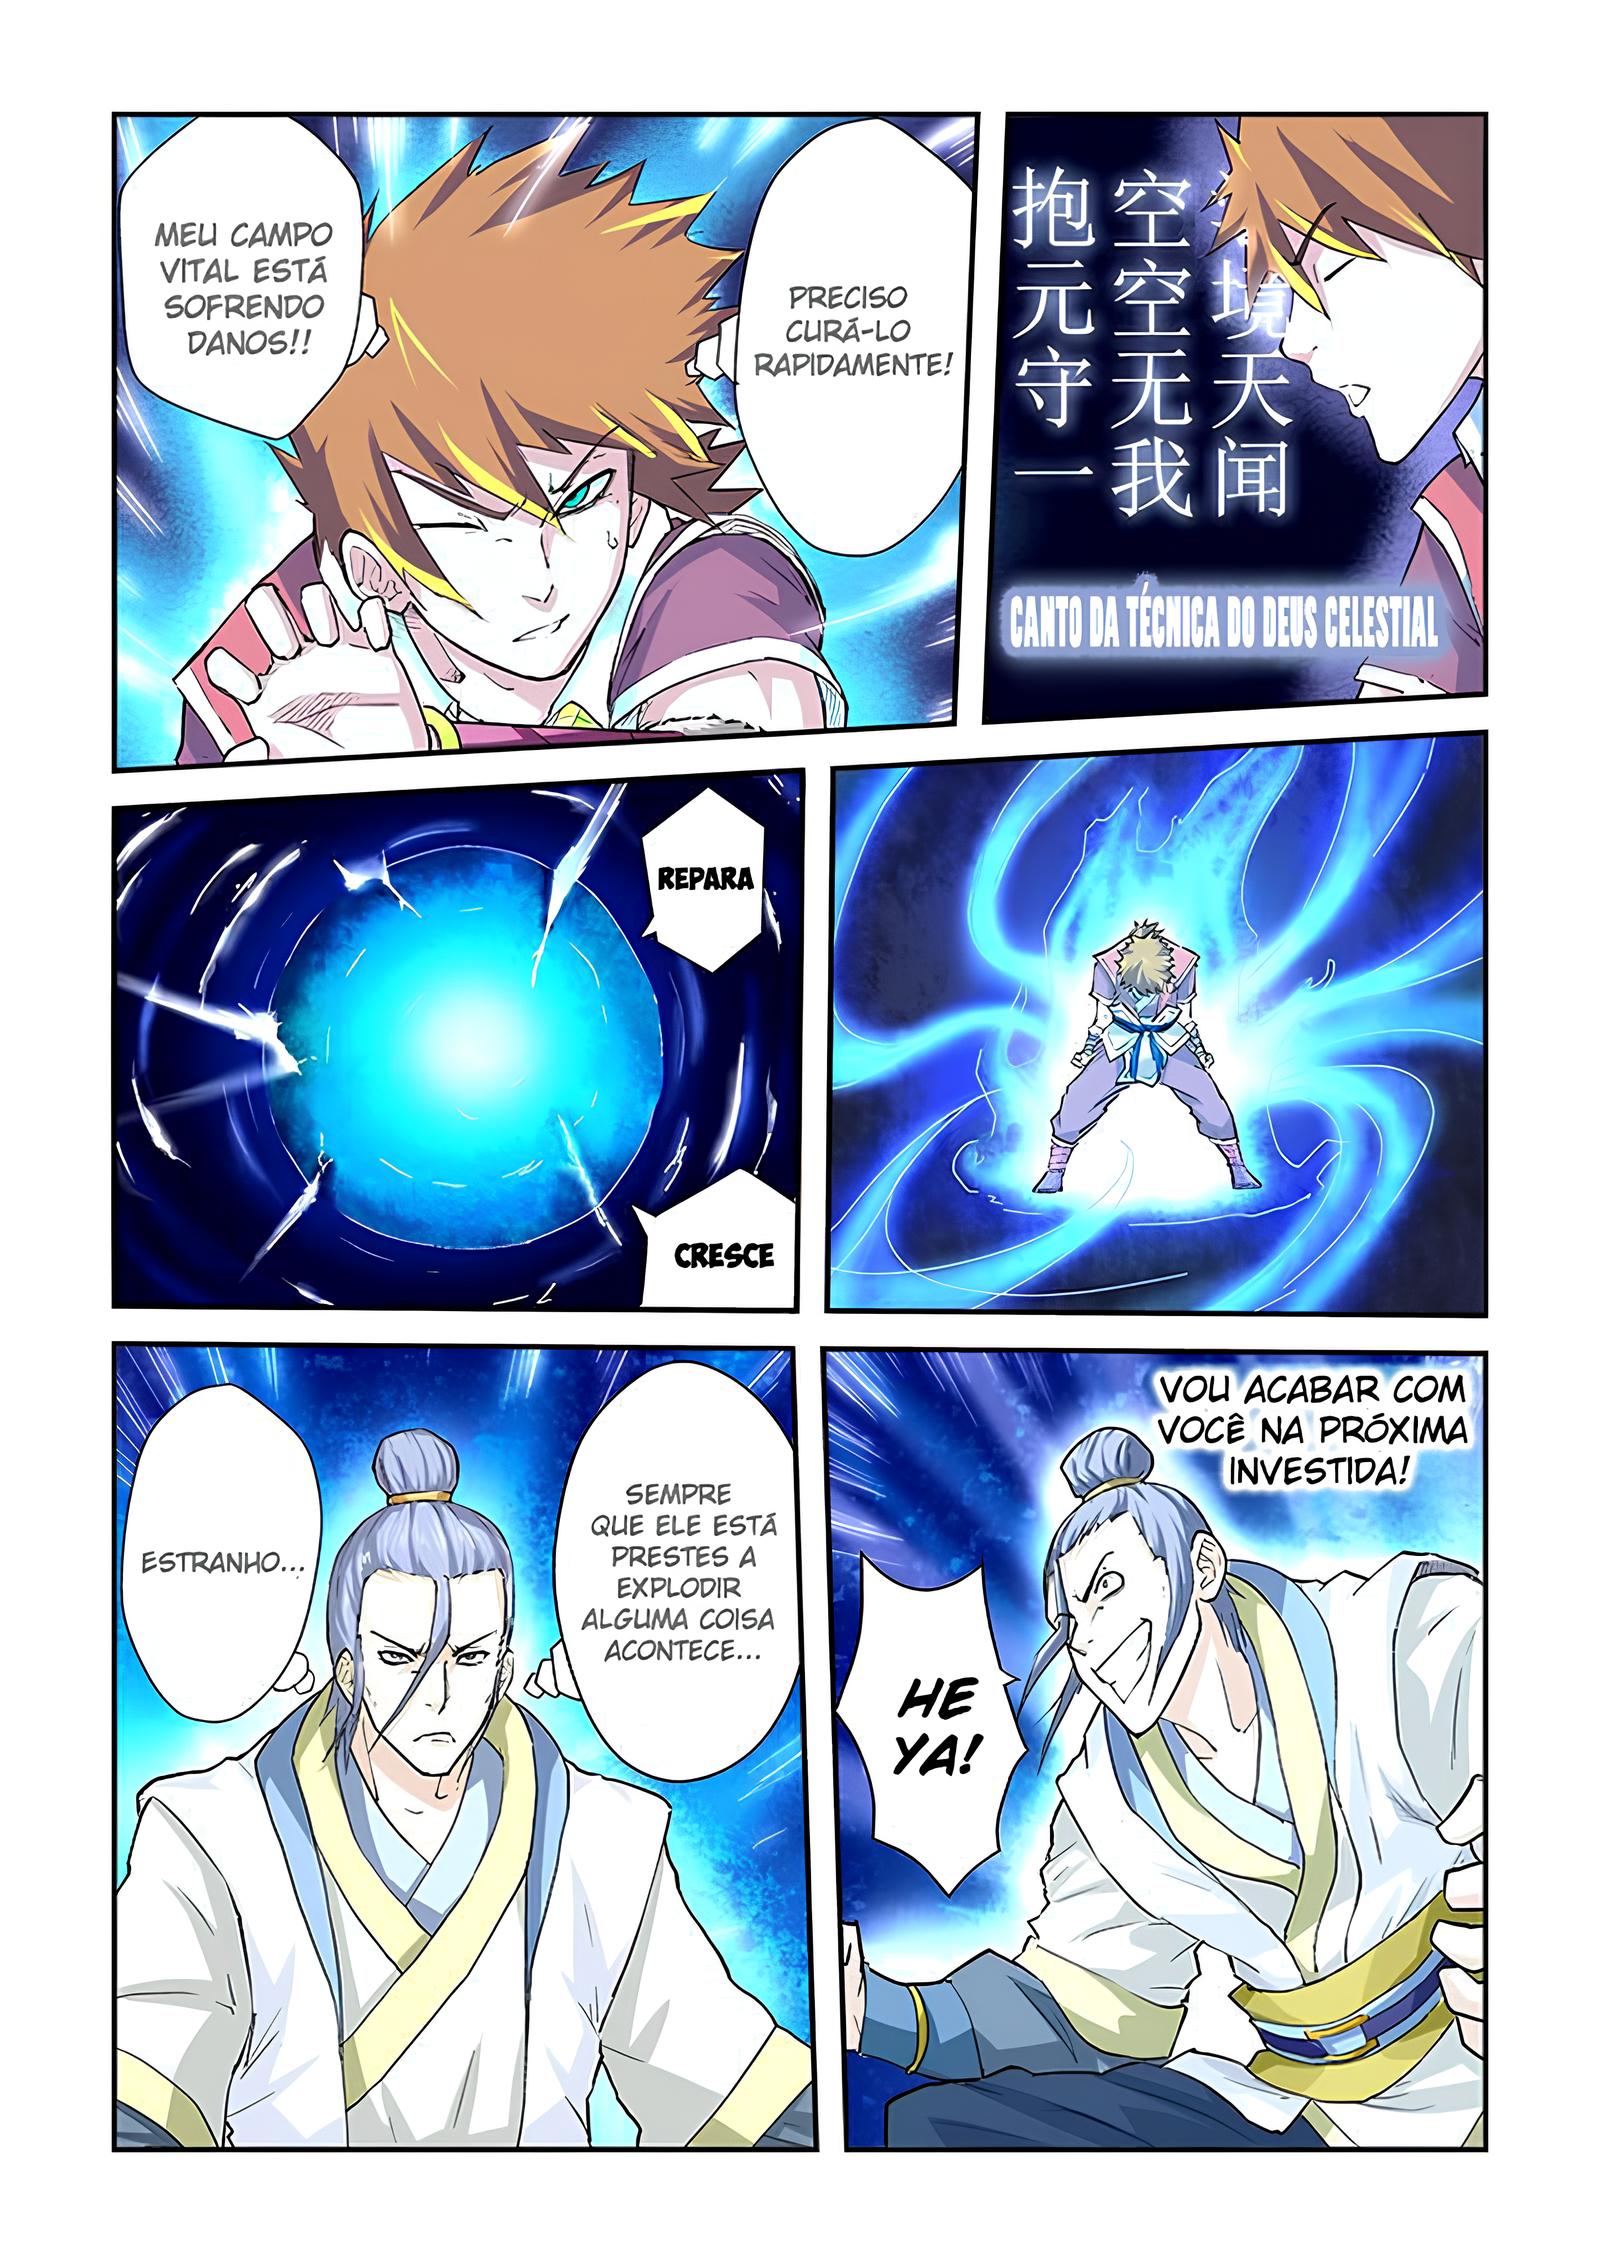 MEU CAMPO
VITAL ESTÁ
SOFRENDO
DANOS!!
PRECISO
CURÁ-LO
RAPIDAMENTE!
境天闻
空空无我
抱元守一
CANTO DA TÉCNICA DO DEUS CELESTIAL
REPARA
CRESCE
ESTRANHO...
SEMPRE
QUE ELE ESTÁ
PRESTES A
EXPLODIR
ALGUMA COISA
ACONTECE...
VOU ACABAR COM
VOCÊ NA PRÓXIMA
INVESTIDA!
HE
YA!